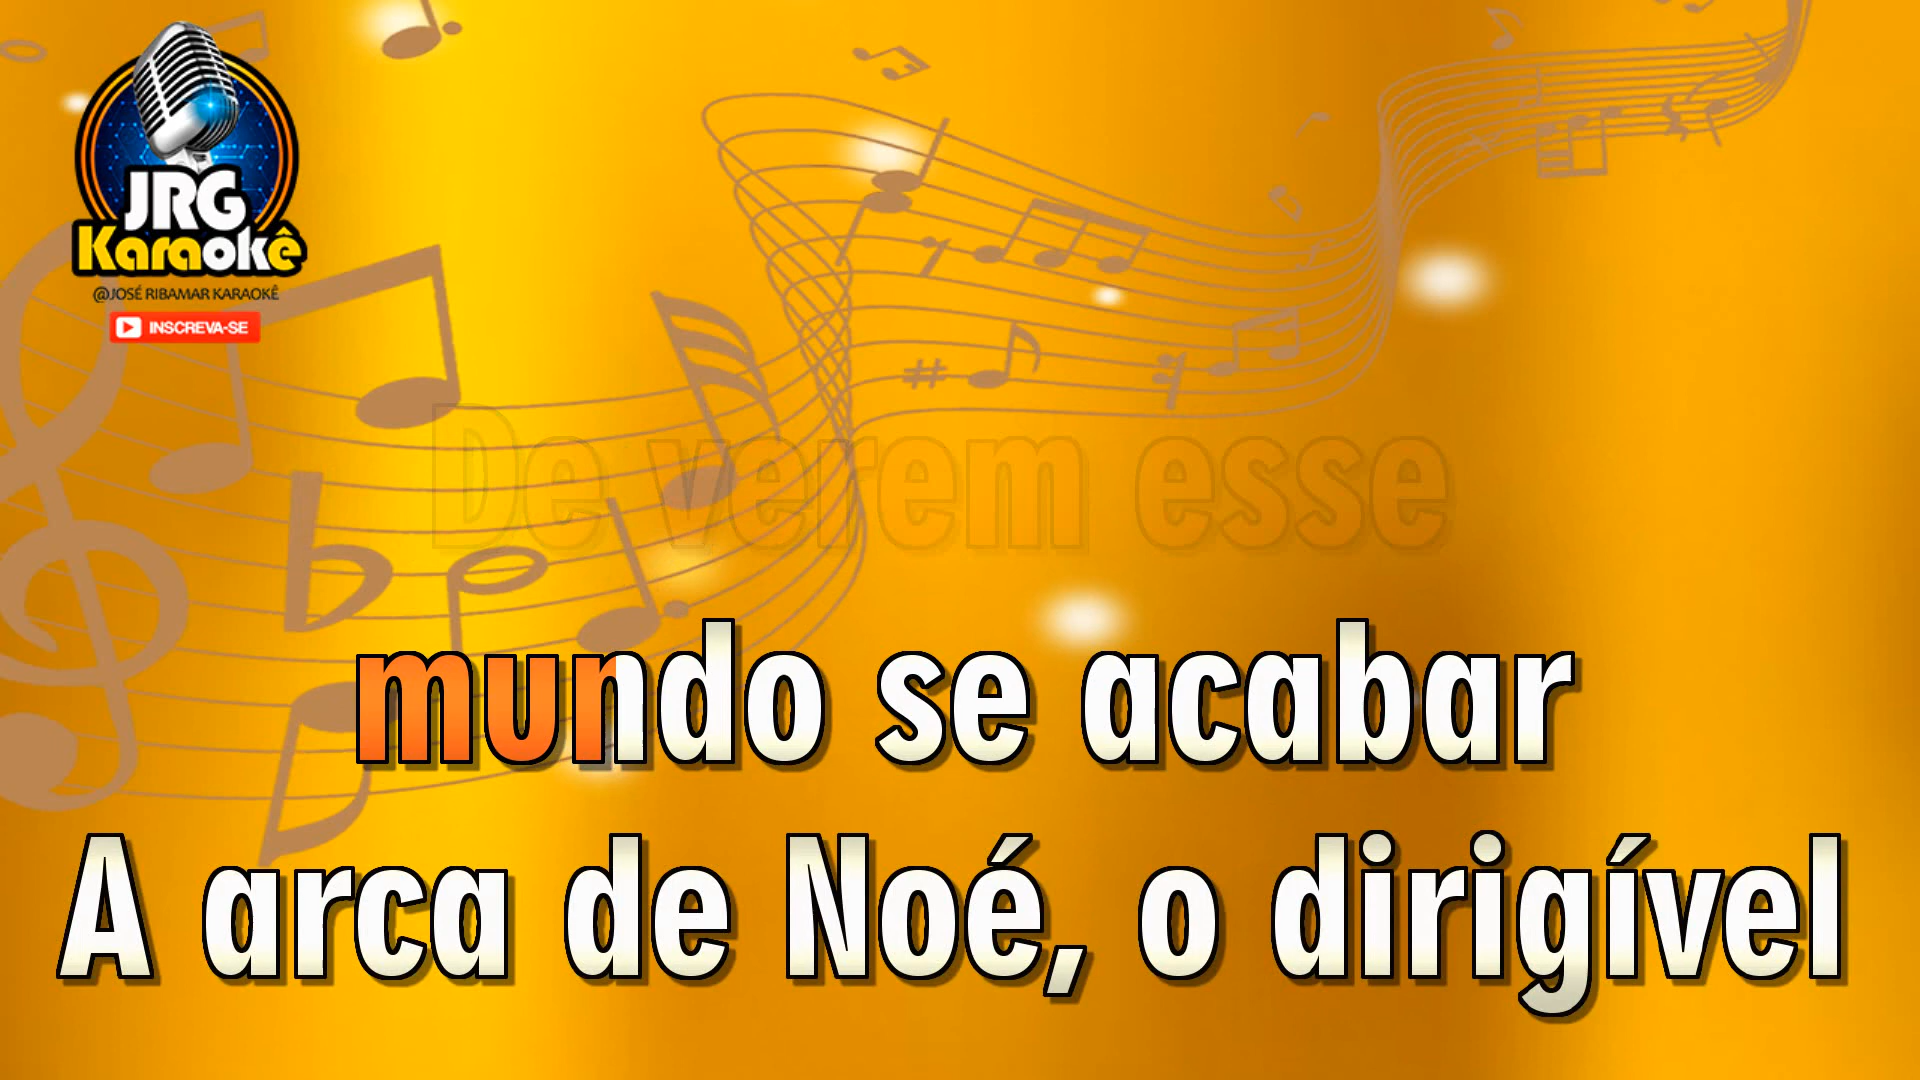 JRG
Karaokê
@JOSÉ RIBAMAR KARAOKÊ
INSCREVA-SE
De verem esse
mundo se acabar
A arca de Noé, o dirigível